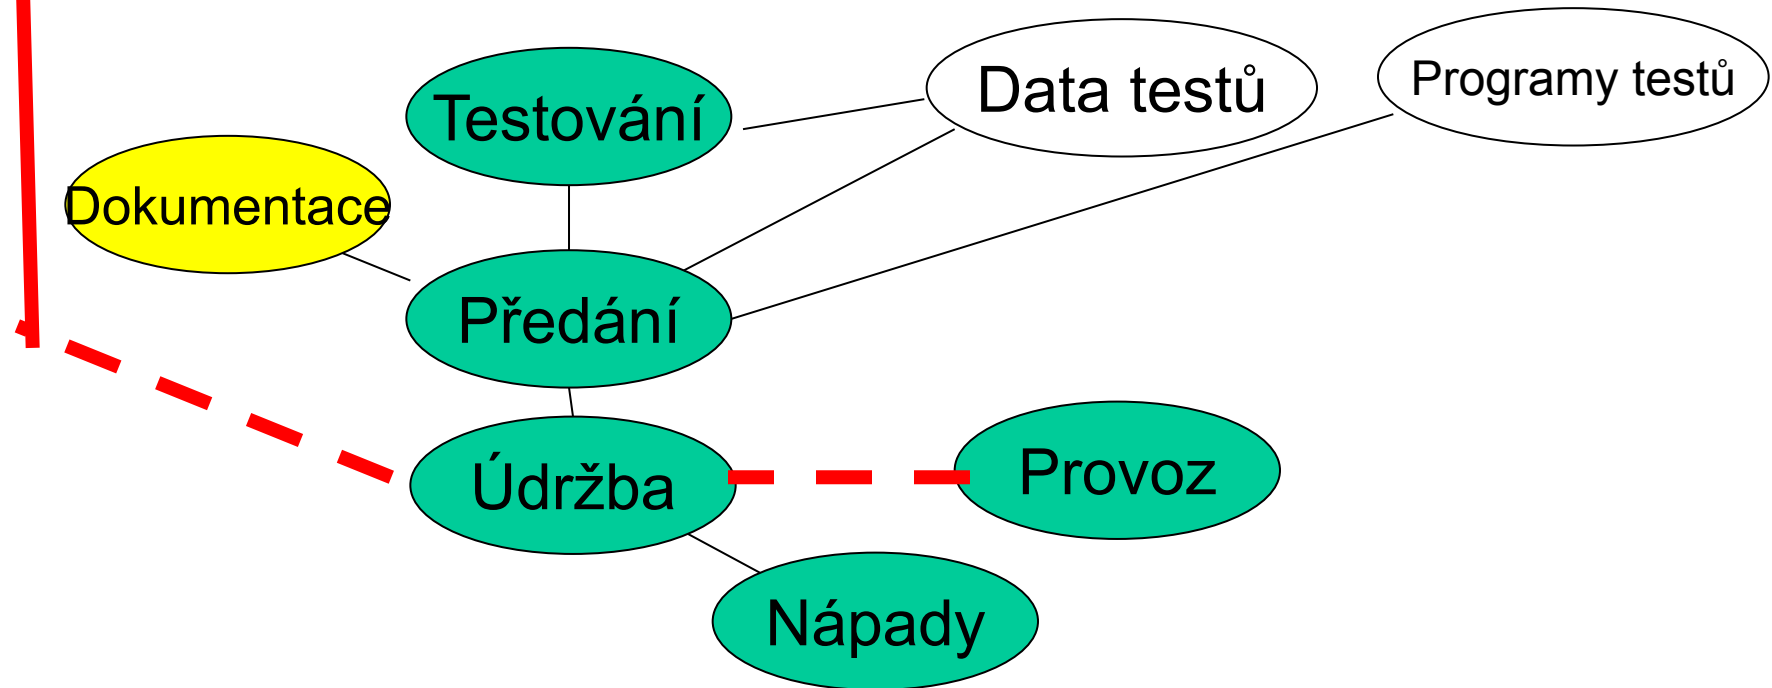 Data testů
Programy testů
Testování
Dokumentace
Předání
Údržba
Provoz
Nápady